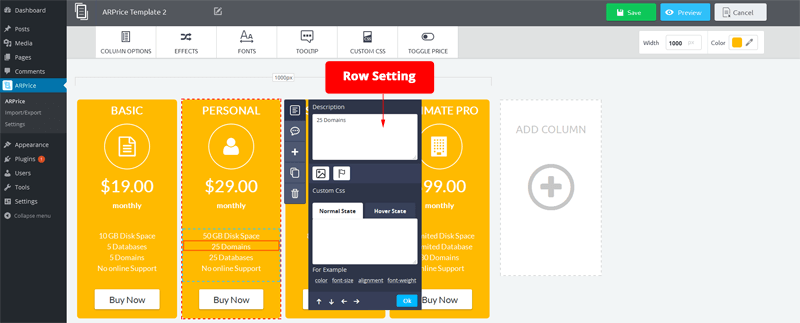 Dashboard
Posts
Media
Pages
Comments
ARPrice
ARPrice
Import/Export
Settings
Appearance
Plugins 1
Users
Tools
Settings
Collapse menu
ARPrice Template 2
Save
Preview
Cancel
COLUMN OPTIONS
EFFECTS
FONTS
TOOLTIP
CUSTOM CSS
TOGGLE PRICE
Width 1000 px
Color
1000px
Row Setting
BASIC
$19.00
monthly
10 GB Disk Space
5 Databases
5 Domains
No online Support
Buy Now
PERSONAL
$29.00
monthly
50 GB Disk Space
25 Domains
25 Databases
No online Support
Buy Now
Description
25 Domains
Custom Css
Normal State
Hover State
For Example
color font-size alignment font-weight
Ok
IMATE PRO
99.00
monthly
mited Disk Space
mited Database
Domains
online Support
Buy Now
ADD COLUMN